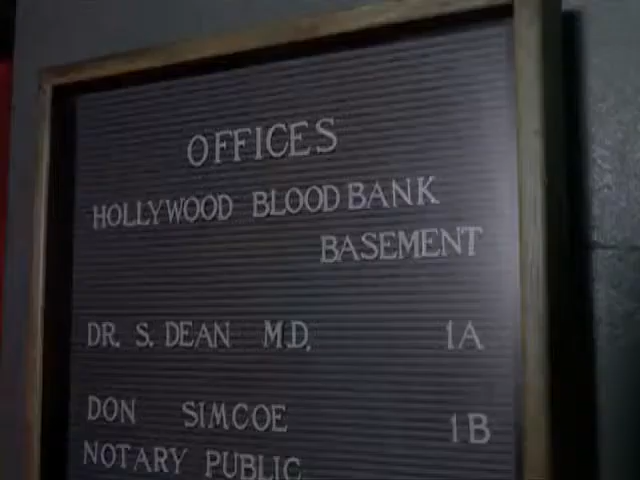 OFFICES
HOLLYWOOD BLOOD BANK
BASEMENT
DR. S. DEAN M.D. 1A
DON SIMCOE 1B
NOTARY PUBLIC